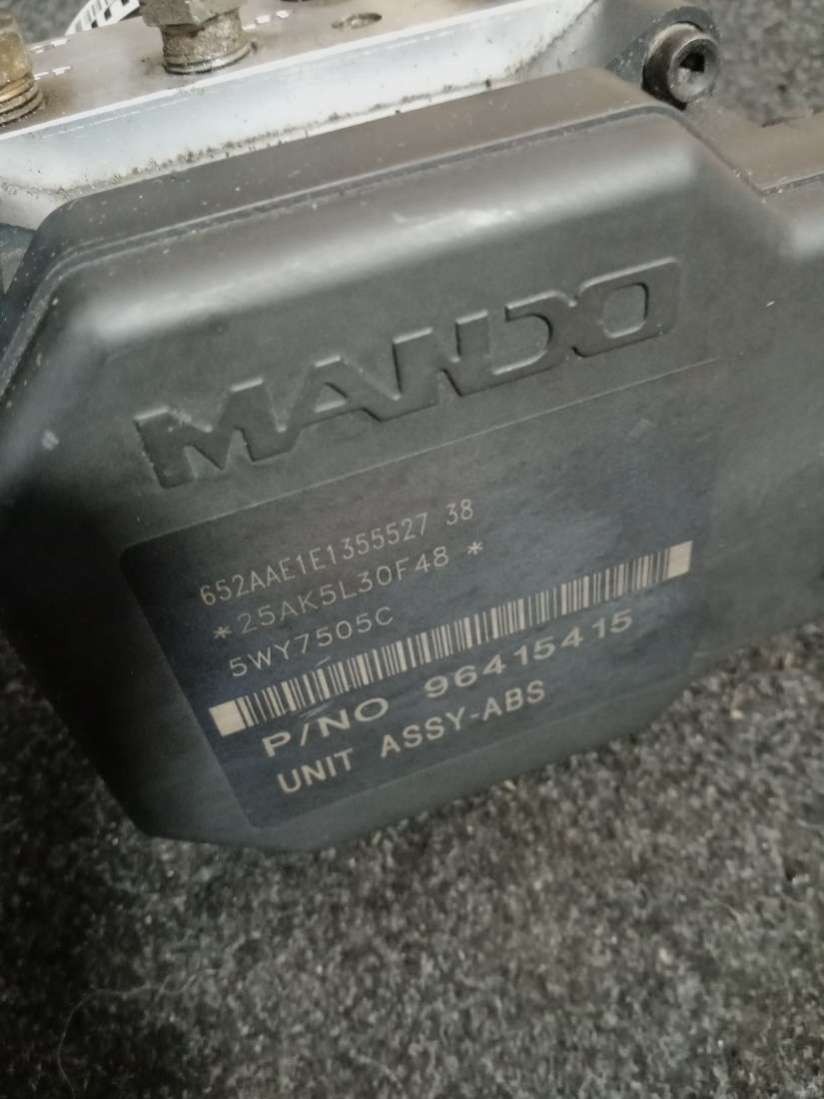 MANDO
652AAE1E1355527 38
*25AK5L30F48 *
5WY7505C
P/NO 96415415
UNIT ASSY-ABS